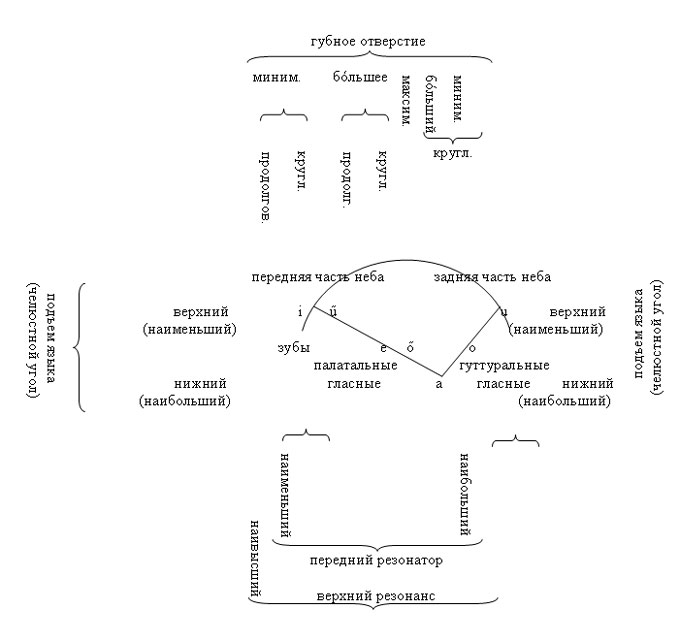 губное отверстие
миним.
бо́льшее
максим.
бо́льший
миним.
кругл.
продолгов.
кругл.
продолг.
кругл.
передняя часть неба
задняя часть неба
подъем языка
(челюстной угол)
верхний
(наименьший)
i
ű
u
верхний
(наименьший)
подъем языка
(челюстной угол)
зубы
e
ő
o
палатальные
гласные
гуттуральные
гласные
нижний
(наибольший)
a
нижний
(наибольший)
наименьший
наибольший
наивысший
передний резонатор
верхний резонанс